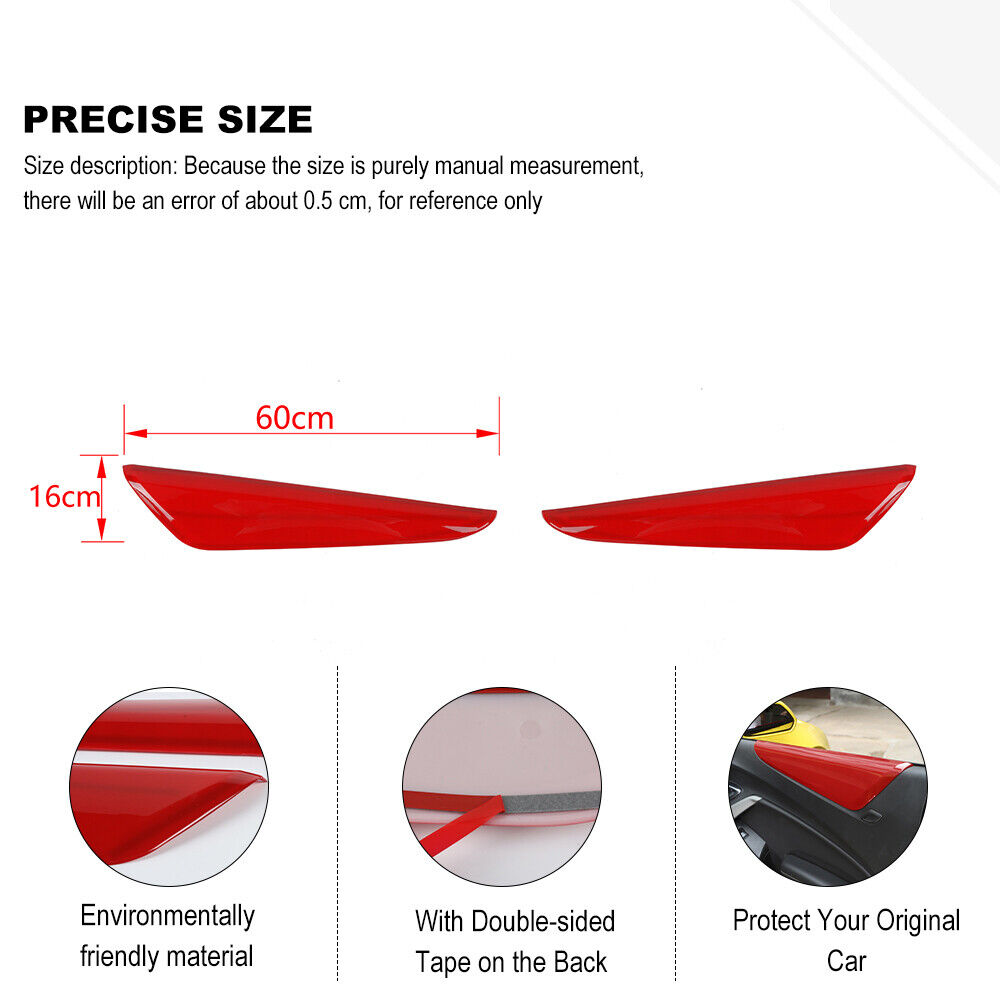 PRECISE SIZE
Size description: Because the size is purely manual measurement,
there will be an error of about 0.5 cm, for reference only
60cm
16cm
Environmentally
friendly material
With Double-sided
Tape on the Back
Protect Your Original
Car